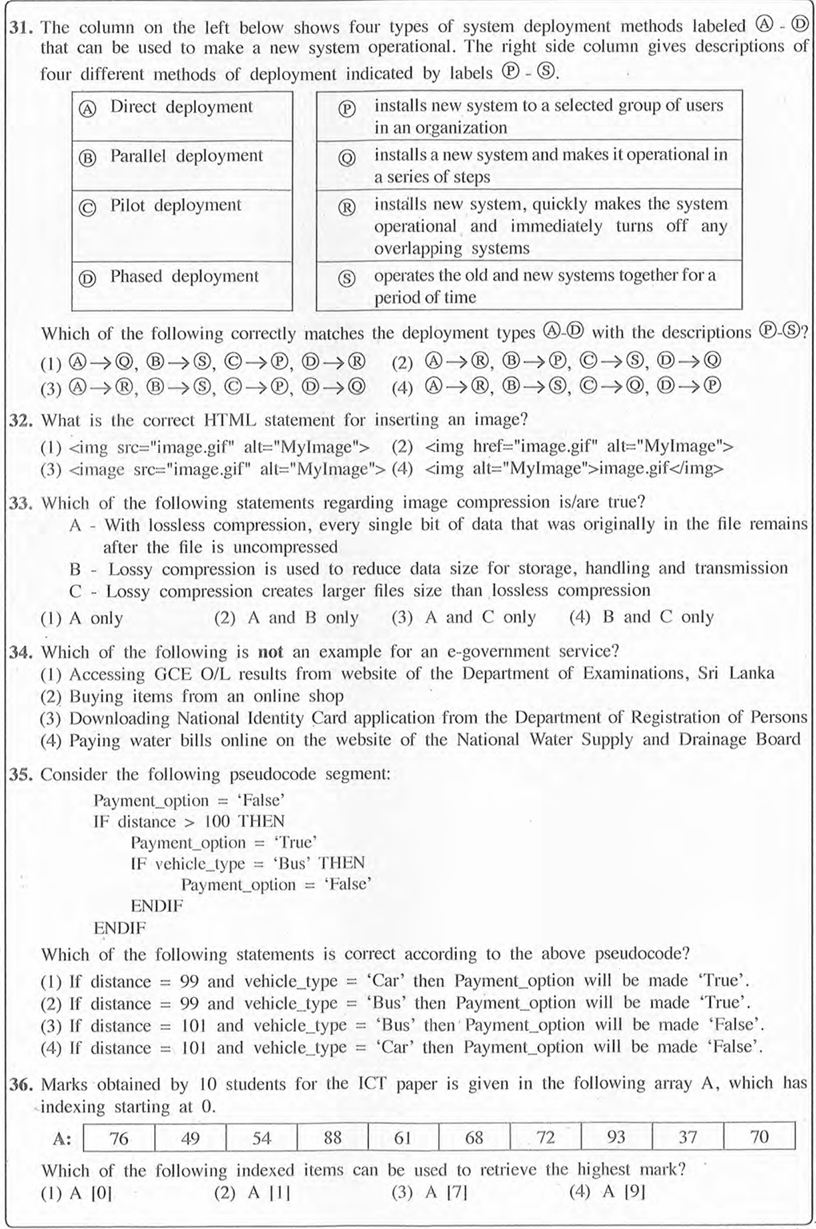 31. The column on the left below shows four types of system deployment methods labeled Ⓐ - Ⓓ
that can be used to make a new system operational. The right side column gives descriptions of
four different methods of deployment indicated by labels Ⓟ - Ⓢ.
Ⓐ Direct deployment
Ⓟ installs new system to a selected group of users
in an organization
Ⓑ Parallel deployment
Ⓠ installs a new system and makes it operational in
a series of steps
Ⓒ Pilot deployment
Ⓡ installs new system, quickly makes the system
operational and immediately turns off any
overlapping systems
Ⓓ Phased deployment
Ⓢ operates the old and new systems together for a
period of time
Which of the following correctly matches the deployment types Ⓐ-Ⓓ with the descriptions Ⓟ-Ⓢ?
(1) Ⓐ→Ⓠ, Ⓑ→Ⓢ, Ⓒ→Ⓟ, Ⓓ→Ⓡ (2) Ⓐ→Ⓡ, Ⓑ→Ⓟ, Ⓒ→Ⓢ, Ⓓ→Ⓠ
(3) Ⓐ→Ⓡ, Ⓑ→Ⓢ, Ⓒ→Ⓟ, Ⓓ→Ⓠ (4) Ⓐ→Ⓡ, Ⓑ→Ⓢ, Ⓒ→Ⓠ, Ⓓ→Ⓟ
32. What is the correct HTML statement for inserting an image?
(1) <img src="image.gif" alt="MyImage"> (2) <img href="image.gif" alt="MyImage">
(3) <image src="image.gif" alt="MyImage"> (4) <img alt="MyImage">image.gif</img>
33. Which of the following statements regarding image compression is/are true?
A - With lossless compression, every single bit of data that was originally in the file remains
after the file is uncompressed
B - Lossy compression is used to reduce data size for storage, handling and transmission
C - Lossy compression creates larger files size than lossless compression
(1) A only (2) A and B only (3) A and C only (4) B and C only
34. Which of the following is not an example for an e-government service?
(1) Accessing GCE O/L results from website of the Department of Examinations, Sri Lanka
(2) Buying items from an online shop
(3) Downloading National Identity Card application from the Department of Registration of Persons
(4) Paying water bills online on the website of the National Water Supply and Drainage Board
35. Consider the following pseudocode segment:
Payment_option = ‘False’
IF distance > 100 THEN
Payment_option = ‘True’
IF vehicle_type = ‘Bus’ THEN
Payment_option = ‘False’
ENDIF
ENDIF
Which of the following statements is correct according to the above pseudocode?
(1) If distance = 99 and vehicle_type = ‘Car’ then Payment_option will be made ‘True’.
(2) If distance = 99 and vehicle_type = ‘Bus’ then Payment_option will be made ‘True’.
(3) If distance = 101 and vehicle_type = ‘Bus’ then Payment_option will be made ‘False’.
(4) If distance = 101 and vehicle_type = ‘Car’ then Payment_option will be made ‘False’.
36. Marks obtained by 10 students for the ICT paper is given in the following array A, which has
indexing starting at 0.
A: 76 49 54 88 61 68 72 93 37 70
Which of the following indexed items can be used to retrieve the highest mark?
(1) A [0] (2) A [1] (3) A [7] (4) A [9]